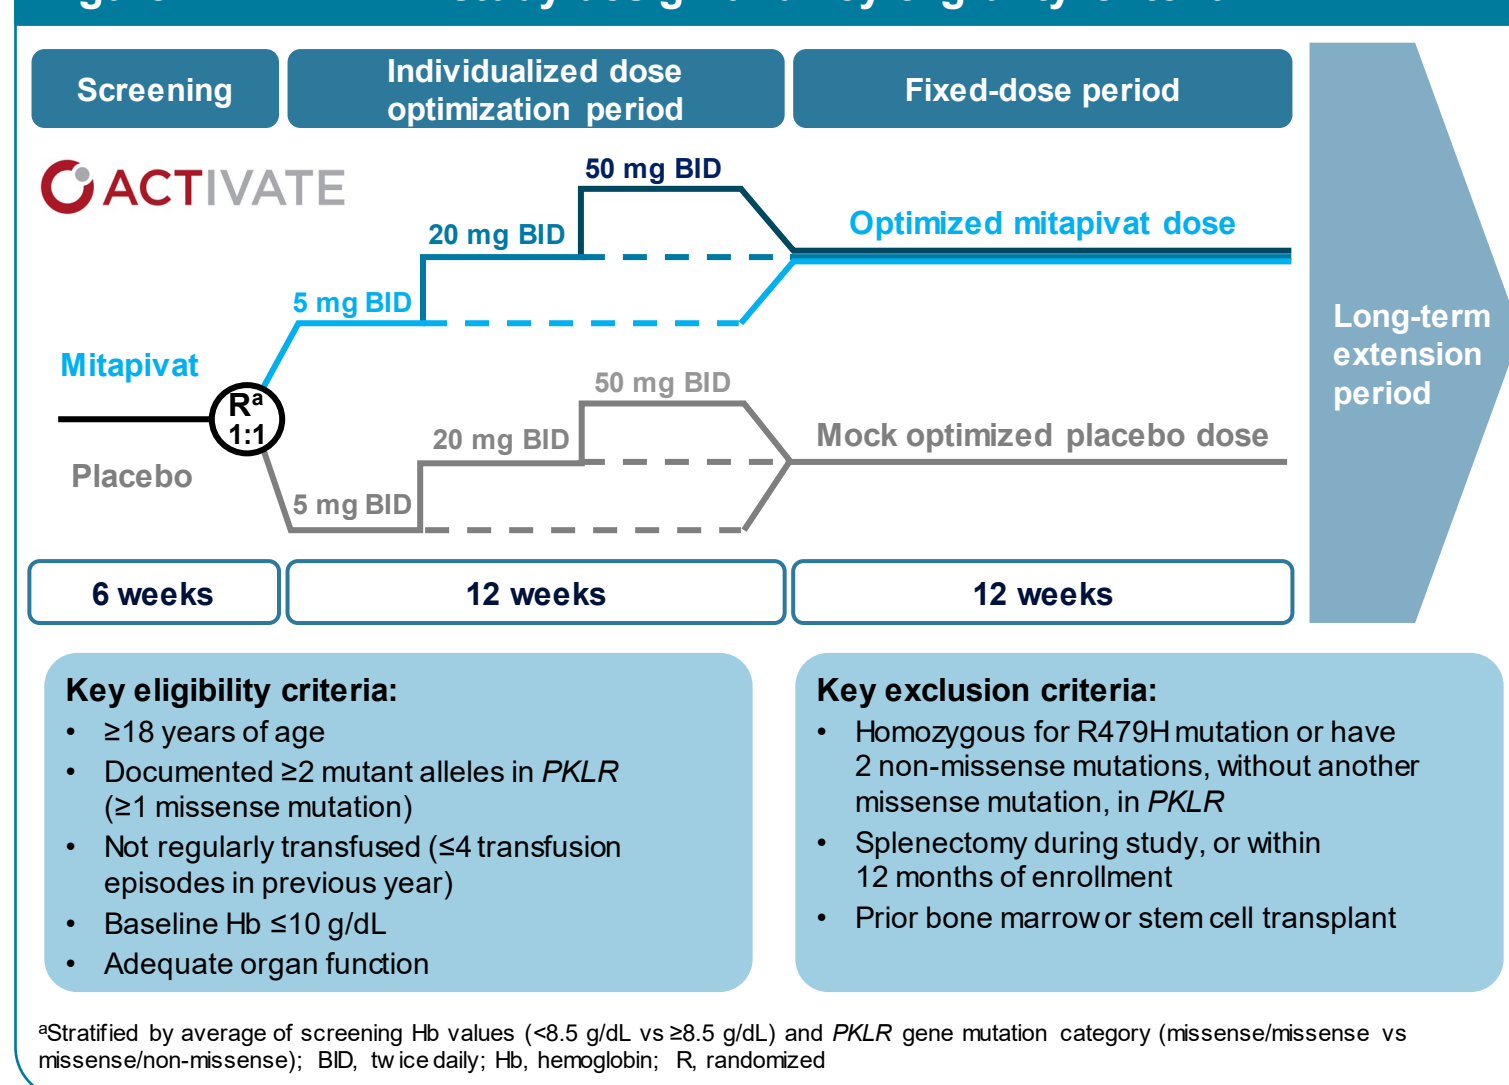 Screening
Individualized dose
optimization period
Fixed-dose period
ACTIVATE
50 mg BID
20 mg BID
Optimized mitapivat dose
5 mg BID
Mitapivat
Rᵃ
1:1
Placebo
50 mg BID
20 mg BID
Mock optimized placebo dose
5 mg BID
Long-term
extension
period
6 weeks
12 weeks
12 weeks
Key eligibility criteria:
• ≥18 years of age
• Documented ≥2 mutant alleles in PKLR
(≥1 missense mutation)
• Not regularly transfused (≤4 transfusion
episodes in previous year)
• Baseline Hb ≤10 g/dL
• Adequate organ function
Key exclusion criteria:
• Homozygous for R479H mutation or have
2 non-missense mutations, without another
missense mutation, in PKLR
• Splenectomy during study, or within
12 months of enrollment
• Prior bone marrow or stem cell transplant
ᵃStratified by average of screening Hb values (<8.5 g/dL vs ≥8.5 g/dL) and PKLR gene mutation category (missense/missense vs
missense/non-missense); BID, twice daily; Hb, hemoglobin; R, randomized